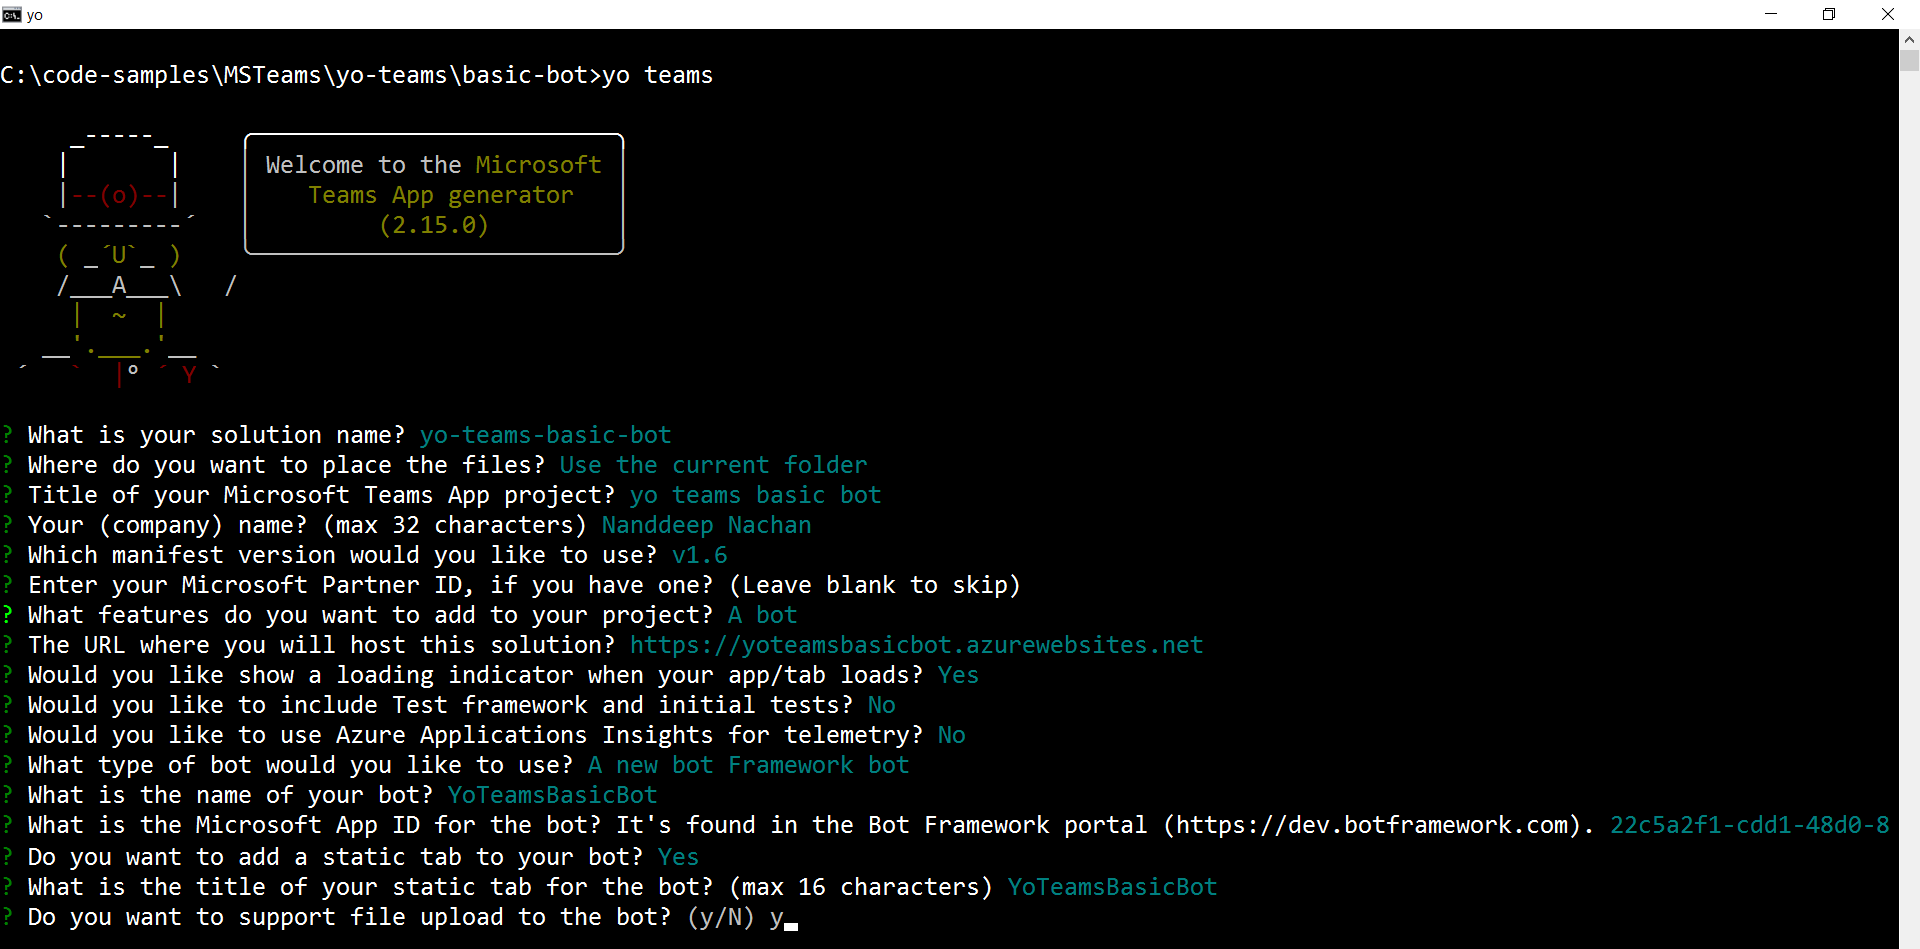 yo
C:\code-samples\MSTeams\yo-teams\basic-bot>yo teams
Welcome to the Microsoft
Teams App generator
(2.15.0)
? What is your solution name? yo-teams-basic-bot
? Where do you want to place the files? Use the current folder
? Title of your Microsoft Teams App project? yo teams basic bot
? Your (company) name? (max 32 characters) Nanddeep Nachan
? Which manifest version would you like to use? v1.6
? Enter your Microsoft Partner ID, if you have one? (Leave blank to skip)
? What features do you want to add to your project? A bot
? The URL where you will host this solution? https://yoteamsbasicbot.azurewebsites.net
? Would you like show a loading indicator when your app/tab loads? Yes
? Would you like to include Test framework and initial tests? No
? Would you like to use Azure Applications Insights for telemetry? No
? What type of bot would you like to use? A new bot Framework bot
? What is the name of your bot? YoTeamsBasicBot
? What is the Microsoft App ID for the bot? It's found in the Bot Framework portal (https://dev.botframework.com). 22c5a2f1-cdd1-48d0-8
? Do you want to add a static tab to your bot? Yes
? What is the title of your static tab for the bot? (max 16 characters) YoTeamsBasicBot
? Do you want to support file upload to the bot? (y/N) y